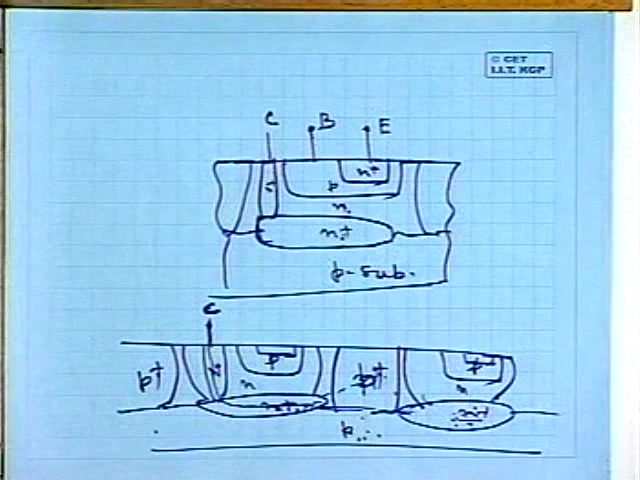 © CET
I.I.T. KGP
C B E
n+
p
n
n+
p-sub.
C
p+ p p+ p
n n
n+ n+
p